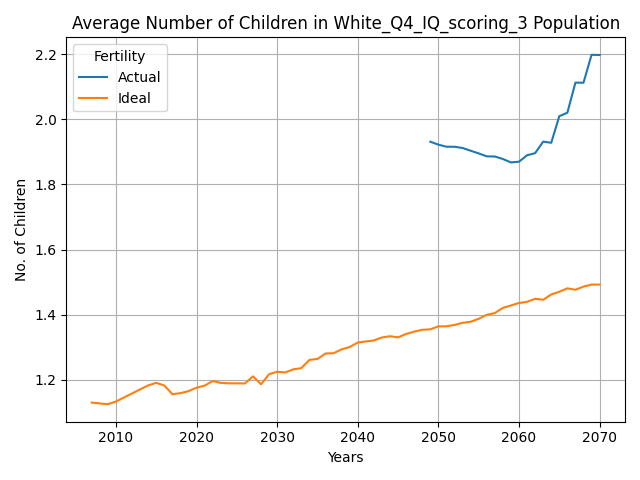 Average Number of Children in White_Q4_IQ_scoring_3 Population
Fertility
Actual
Ideal
No. of Children
2.2
2.0
1.8
1.6
1.4
1.2
2010 2020 2030 2040 2050 2060 2070
Years